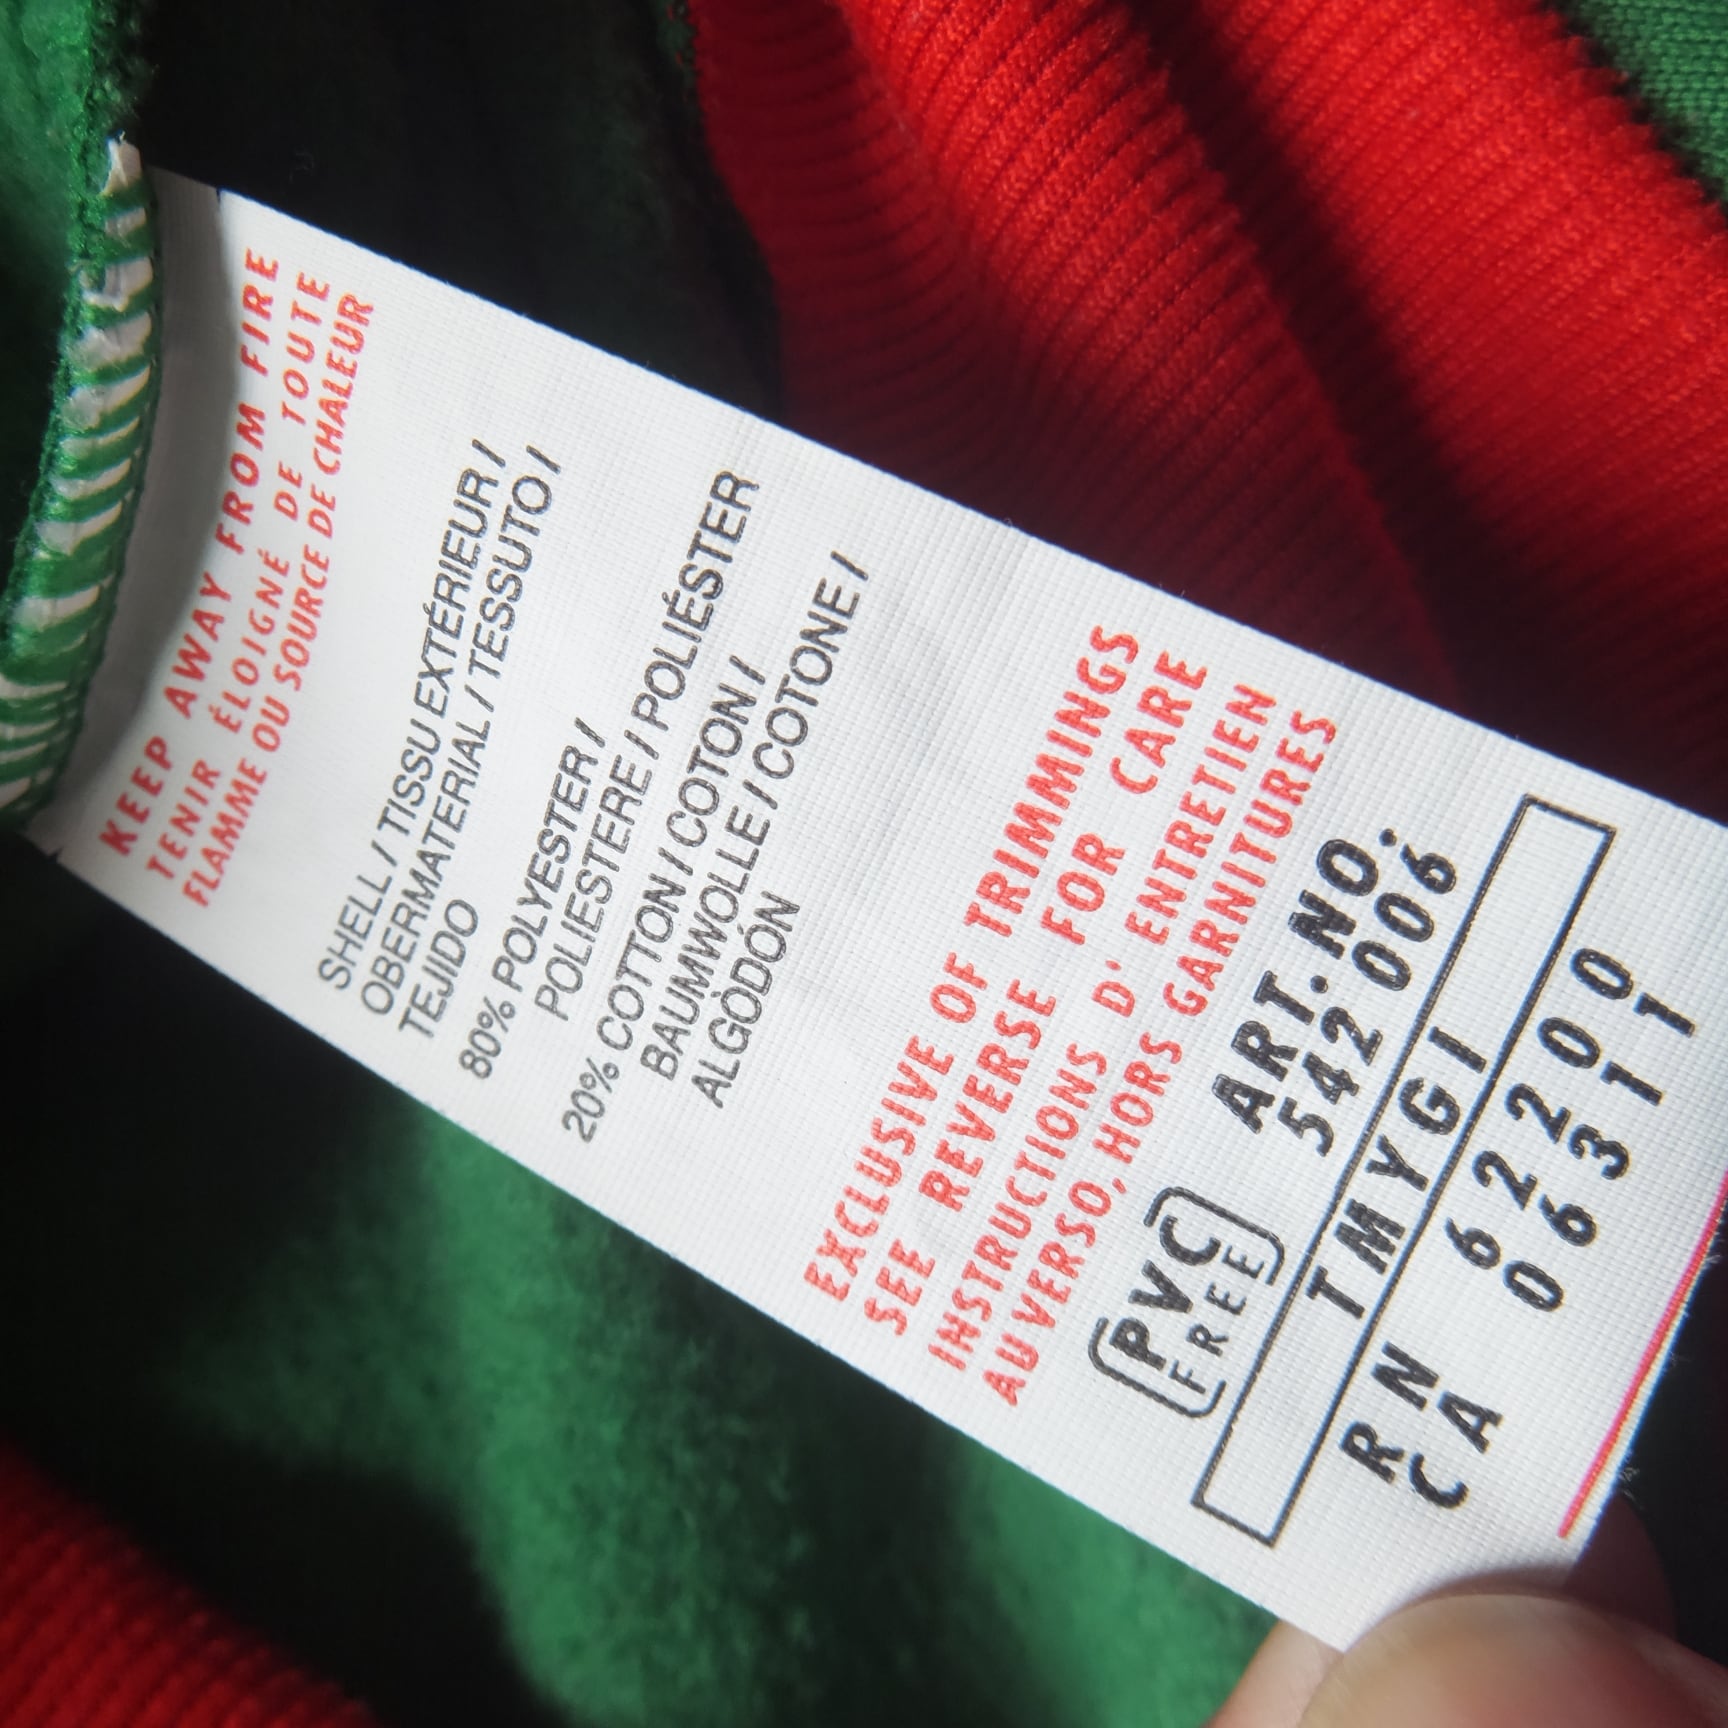 KEEP AWAY FROM FIRE
TENIR ÉLOIGNÉ DE TOUTE
FLAMME OU SOURCE DE CHALEUR
SHELL / TISSU EXTÉRIEUR /
OBERMATERIAL / TESSUTO /
TEJIDO
80% POLYESTER /
POLIESTERE / POLIÉSTER
20% COTTON / COTON /
BAUMWOLLE / COTONE /
ALGÒDÓN
EXCLUSIVE OF TRIMMINGS
SEE REVERSE FOR CARE
INSTRUCTIONS D' ENTRETIEN
AU VERSO, HORS GARNITURES
PVC
FREE
ART. NO.
542006
TMYGI
RN 62200
CA 06311